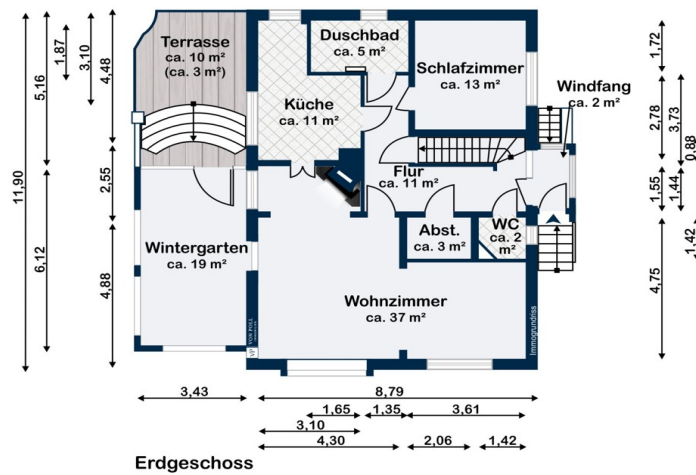 Terrasse
ca. 10 m²
(ca. 3 m²)
Duschbad
ca. 5 m²
Schlafzimmer
ca. 13 m²
Windfang
ca. 2 m²
Küche
ca. 11 m²
Flur
ca. 11 m²
Wintergarten
ca. 19 m²
Abst.
ca. 3 m²
WC
ca. 2
m²
Wohnzimmer
ca. 37 m²
11,90
5,16
6,12
1,87
3,10
4,48
2,55
4,88
1,72
2,78
3,73
0,88
1,55
1,44
1,42
4,75
VON POLL
VP
Immogrundriss
3,43
8,79
1,65
1,35
3,61
3,10
4,30
2,06
1,42
Erdgeschoss